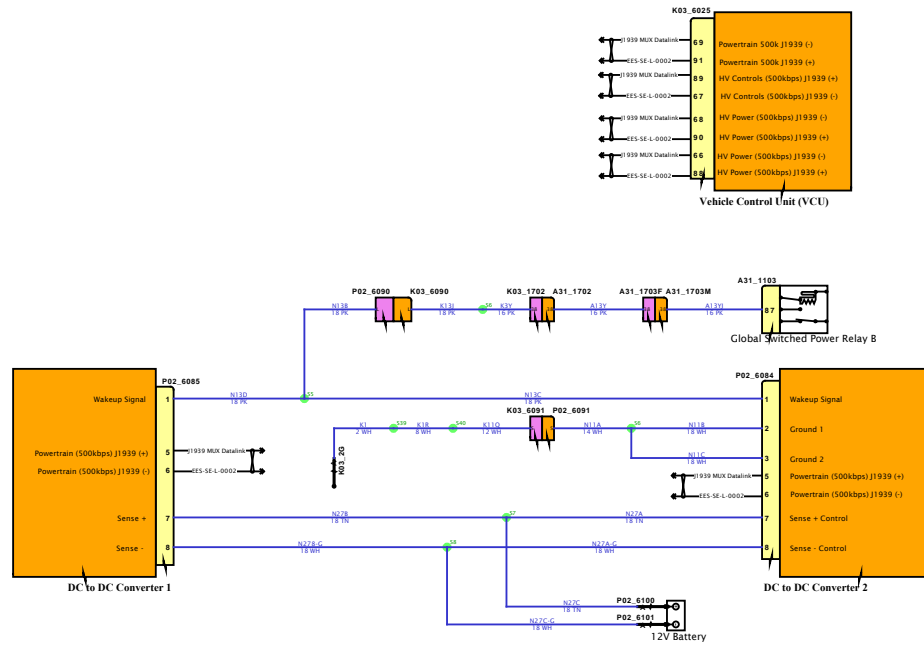 K03_6025
J1939 MUX Datalink
69
Powertrain 500k J1939 (-)
EES-SE-L-0002
91
Powertrain 500k J1939 (+)
J1939 MUX Datalink
89
HV Controls (500kbps) J1939 (+)
EES-SE-L-0002
67
HV Controls (500kbps) J1939 (-)
J1939 MUX Datalink
68
HV Power (500kbps) J1939 (-)
EES-SE-L-0002
90
HV Power (500kbps) J1939 (+)
J1939 MUX Datalink
66
HV Power (500kbps) J1939 (-)
EES-SE-L-0002
88
HV Power (500kbps) J1939 (+)
Vehicle Control Unit (VCU)
A31_1103
P02_6090 K03_6090
K03_1702 A31_1702
A31_1703F A31_1703M
N13B
18 PK
K13J
18 PK
S6
K3Y
16 PK
A13Y
16 PK
A13YJ
16 PK
87
Global Switched Power Relay B
P02_6085
P02_6084
Wakeup Signal
1
N13D
18 PK
S5
N13C
18 PK
1
Wakeup Signal
K03_6091 P02_6091
K1
2 WH
S39
K1R
8 WH
S40
K11Q
12 WH
N11A
14 WH
S6
N11B
18 WH
2
Ground 1
K03_2G
N11C
18 WH
3
Ground 2
Powertrain (500kbps) J1939 (+)
5
J1939 MUX Datalink
Powertrain (500kbps) J1939 (-)
6
EES-SE-L-0002
J1939 MUX Datalink
5
Powertrain (500kbps) J1939 (+)
EES-SE-L-0002
6
Powertrain (500kbps) J1939 (-)
Sense +
7
N27B
18 TN
S7
N27A
18 TN
7
Sense + Control
Sense -
8
N27B-G
18 WH
S8
N27A-G
18 WH
8
Sense - Control
DC to DC Converter 1
DC to DC Converter 2
N27C
18 TN
P02_6100
N27C-G
18 WH
P02_6101
12V Battery